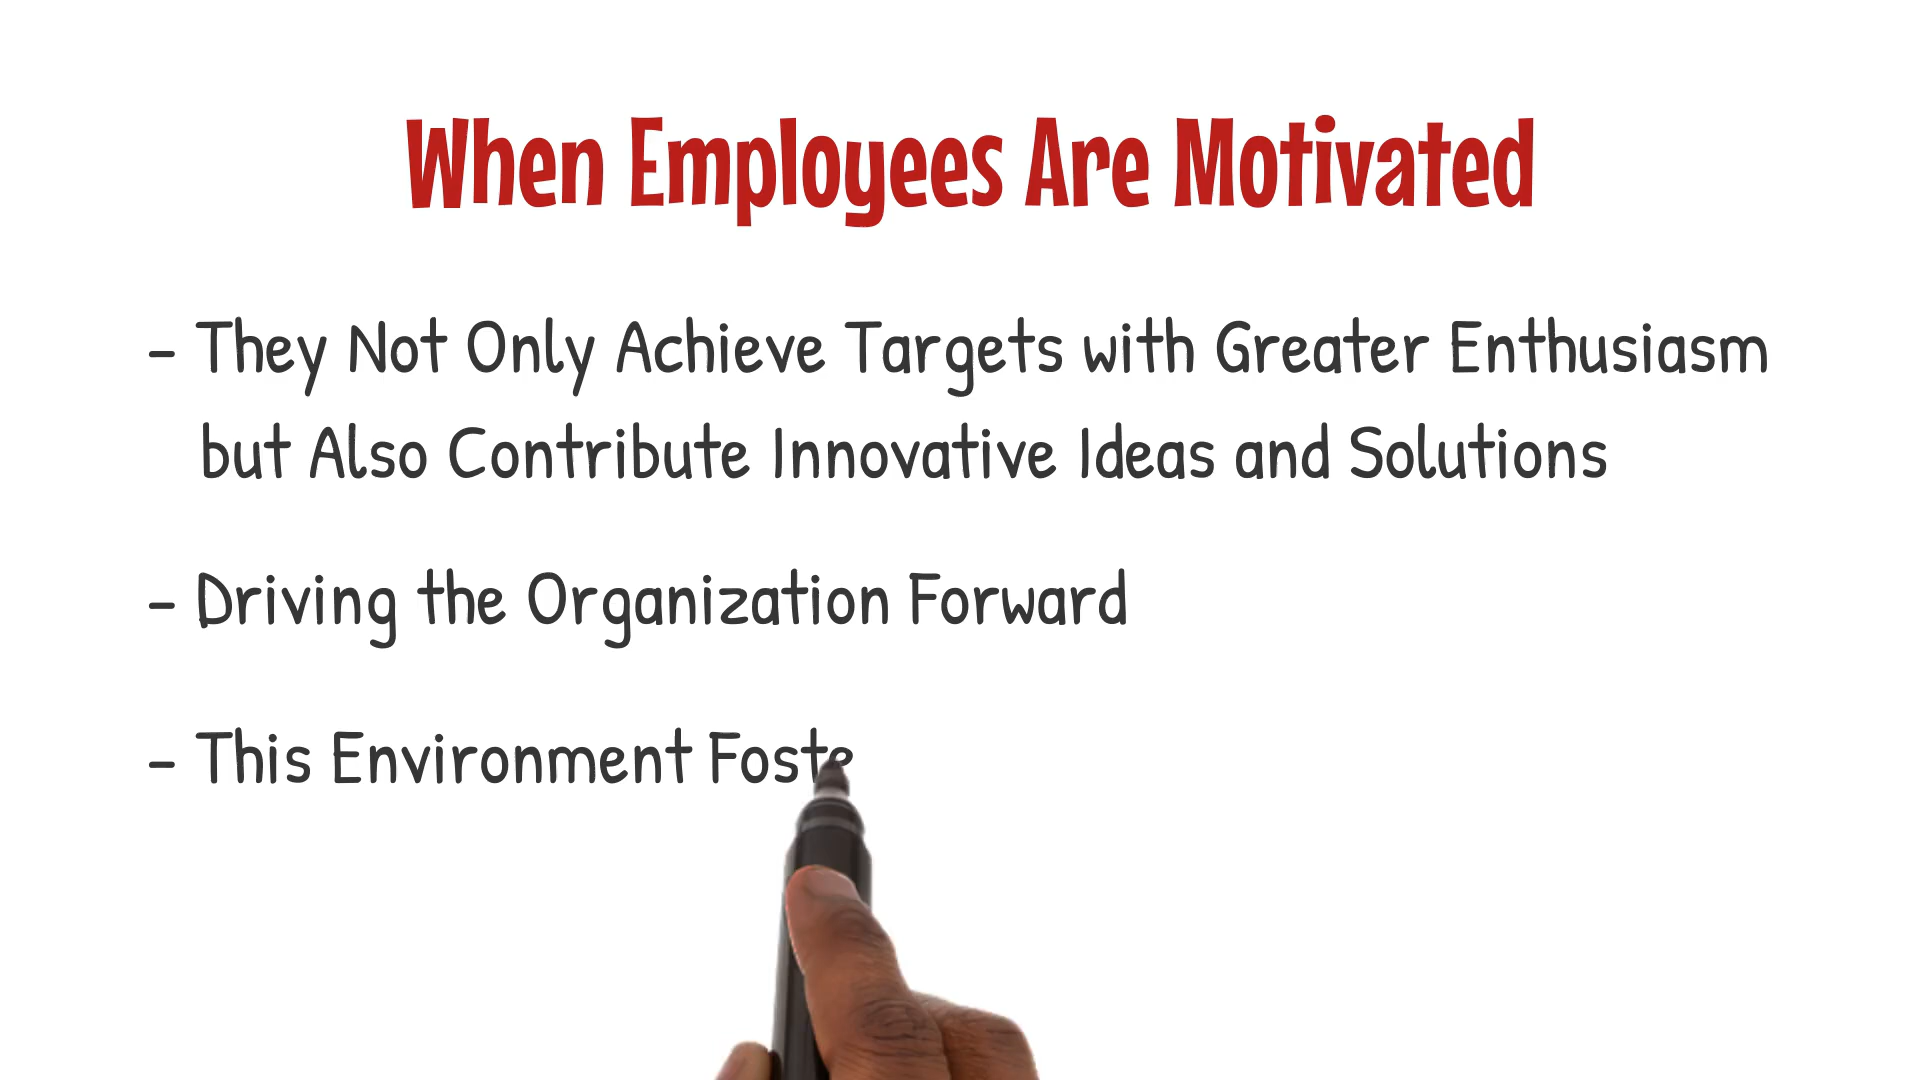 When Employees Are Motivated
- They Not Only Achieve Targets with Greater Enthusiasm
but Also Contribute Innovative Ideas and Solutions
- Driving the Organization Forward
- This Environment Foste